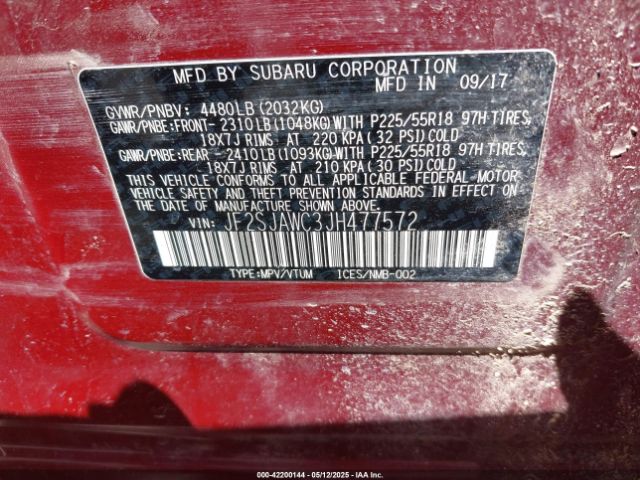 MFD BY SUBARU CORPORATION
MFD IN 09/17
GVWR/PNBV: 4480LB(2032KG)
GAWR/PNBE:FRONT-2310LB(1048KG)WITH P225/55R18 97H TIRES,
18X7J RIMS AT 220 KPA(32 PSI)COLD
GAWR/PNBE:REAR -2410LB(1093KG)WITH P225/55R18 97H TIRES,
18X7J RIMS AT 210 KPA(30 PSI)COLD
THIS VEHICLE CONFORMS TO ALL APPLICABLE FEDERAL MOTOR
VEHICLE SAFETY AND THEFT PREVENTION STANDARDS IN EFFECT ON THE
DATE OF MANUFACTURE SHOWN ABOVE.
VIN: JF2SJAWC3JH477572
TYPE:MPV/VTUM ICES/NMB-002
000-42200144 - 05/12/2025 - IAAI.COM